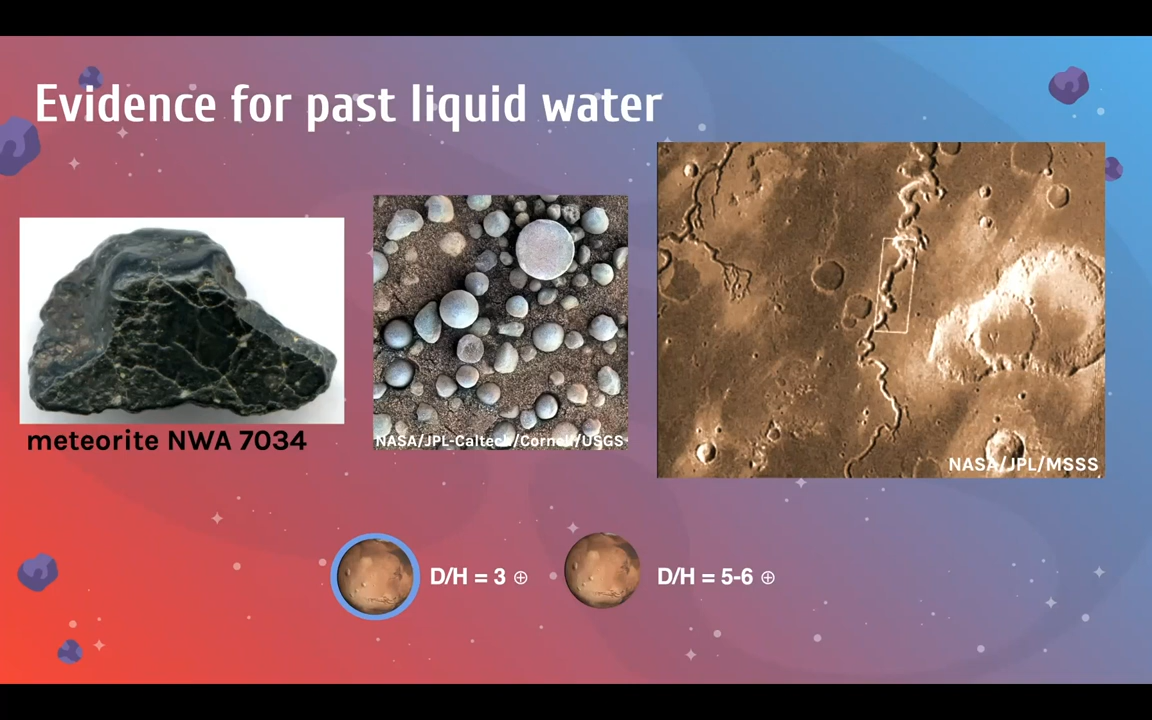 Evidence for past liquid water
meteorite NWA 7034
NASA/JPL-Caltech/Cornell/USGS
NASA/JPL/MSSS
D/H = 3 ⊕
D/H = 5-6 ⊕